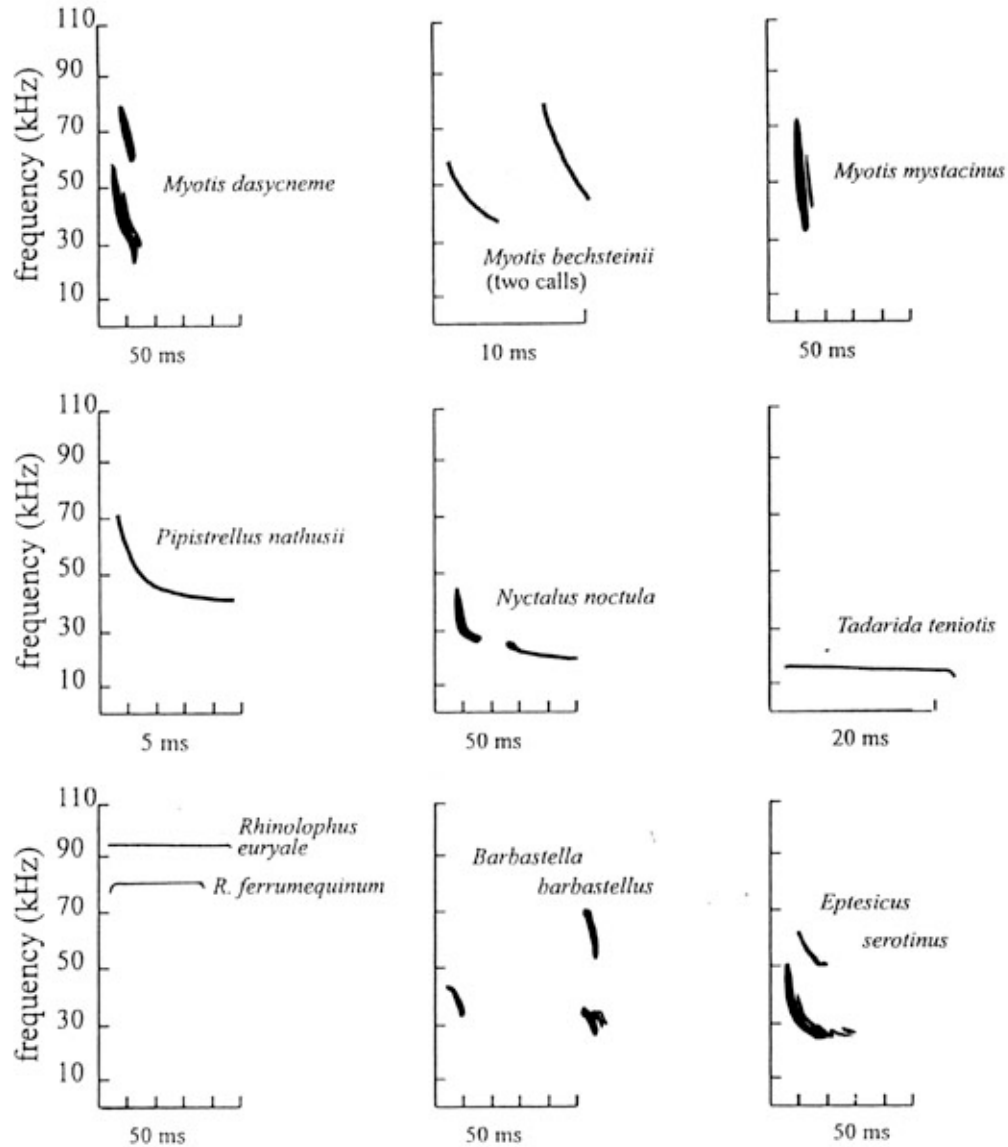 110
90
70
50
30
10
frequency (kHz)
Myotis dasycneme
50 ms
Myotis bechsteinii
(two calls)
10 ms
Myotis mystacinus
50 ms
110
90
70
50
30
10
frequency (kHz)
Pipistrellus nathusii
5 ms
Nyctalus noctula
50 ms
Tadarida teniotis
20 ms
110
90
70
50
30
10
frequency (kHz)
Rhinolophus
euryale
R. ferrumequinum
50 ms
Barbastella
barbastellus
50 ms
Eptesicus
serotinus
50 ms